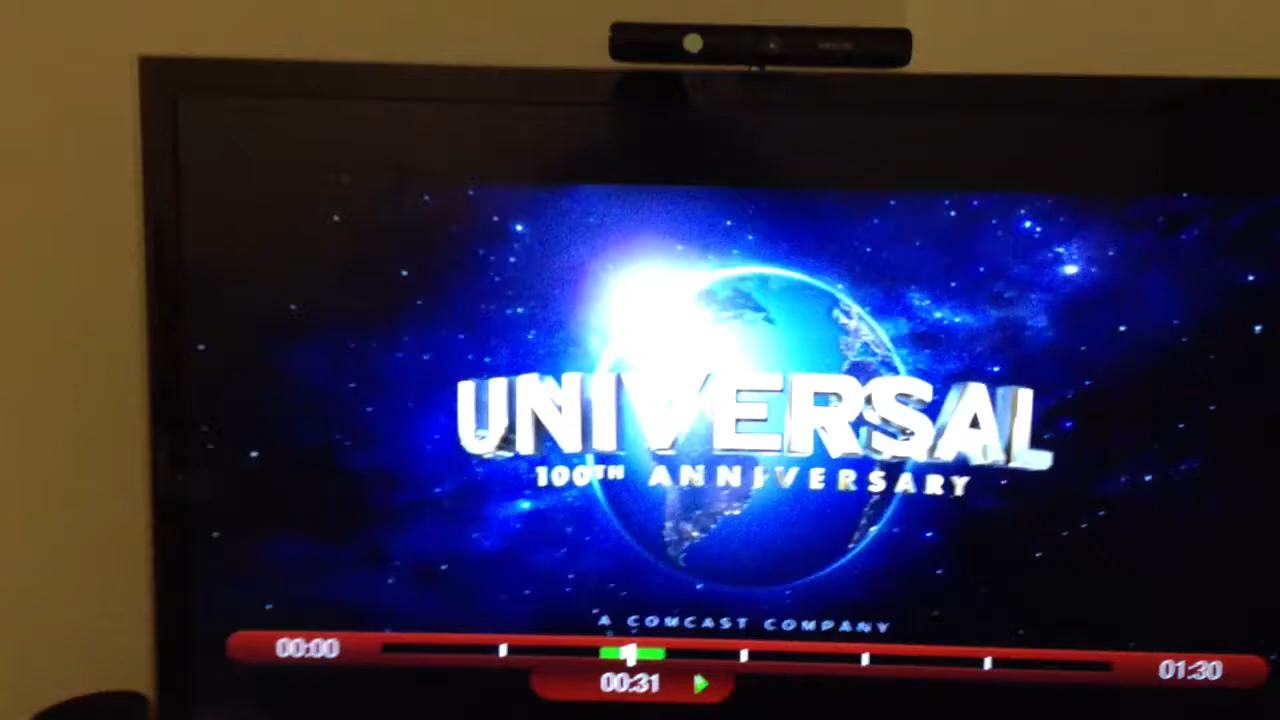 UNIVERSAL
100TH ANNIVERSARY
A COMCAST COMPANY
00:00
01:30
00:31